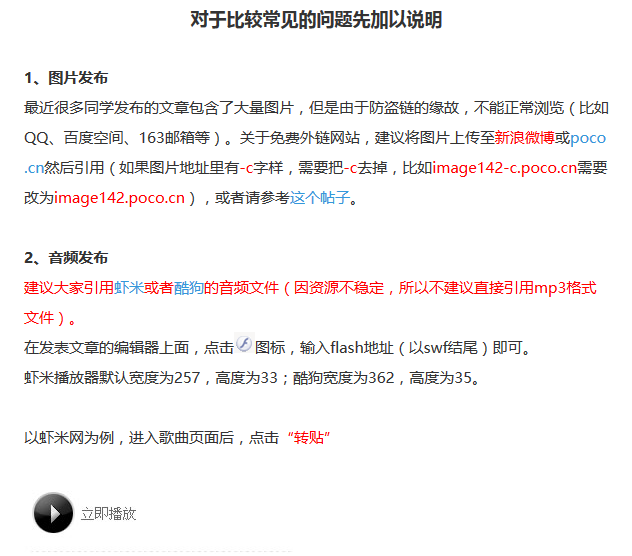 对于比较常见的问题先加以说明
1、图片发布
最近很多同学发布的文章包含了大量图片，但是由于防盗链的缘故，不能正常浏览（比如
QQ、百度空间、163邮箱等）。关于免费外链网站，建议将图片上传至新浪微博或poco
.cn然后引用（如果图片地址里有-c字样，需要把-c去掉，比如image142-c.poco.cn需要
改为image142.poco.cn），或者请参考这个帖子。
2、音频发布
建议大家引用虾米或者酷狗的音频文件（因资源不稳定，所以不建议直接引用mp3格式
文件）。
在发表文章的编辑器上面，点击图标，输入flash地址（以swf结尾）即可。
虾米播放器默认宽度为257，高度为33；酷狗宽度为362，高度为35。
以虾米网为例，进入歌曲页面后，点击“转贴”
立即播放